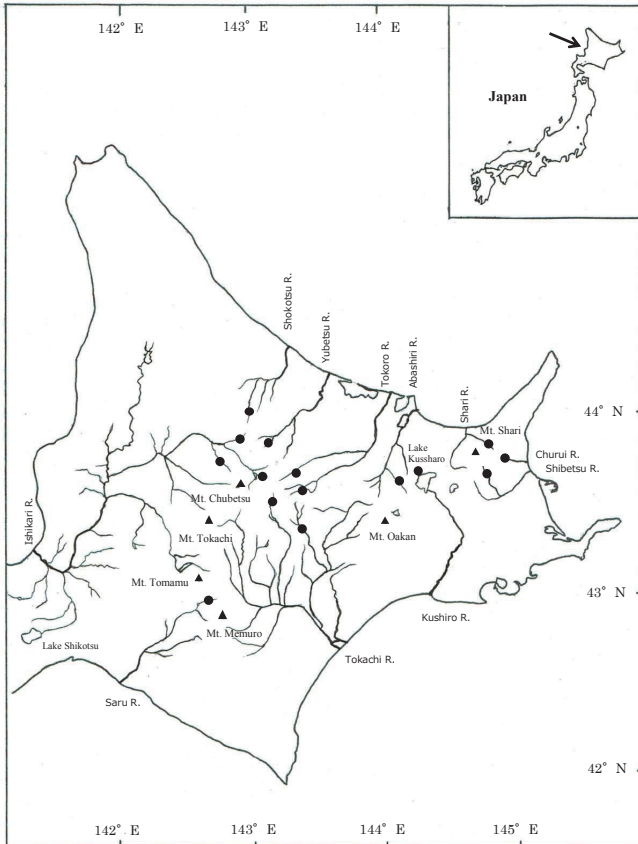 142° E
143° E
144° E
Japan
Shokotsu R.
Yubetsu R.
Tokoro R.
Abashiri R.
Shari R.
44° N
Mt. Shari
Lake
Kussharo
Churui R.
Shibetsu R.
Mt. Chubetsu
Ishikari R.
Mt. Tokachi
Mt. Oakan
Mt. Tomamu
43° N
Mt. Memuro
Kushiro R.
Lake Shikotsu
Tokachi R.
Saru R.
42° N
142° E
143° E
144° E
145° E